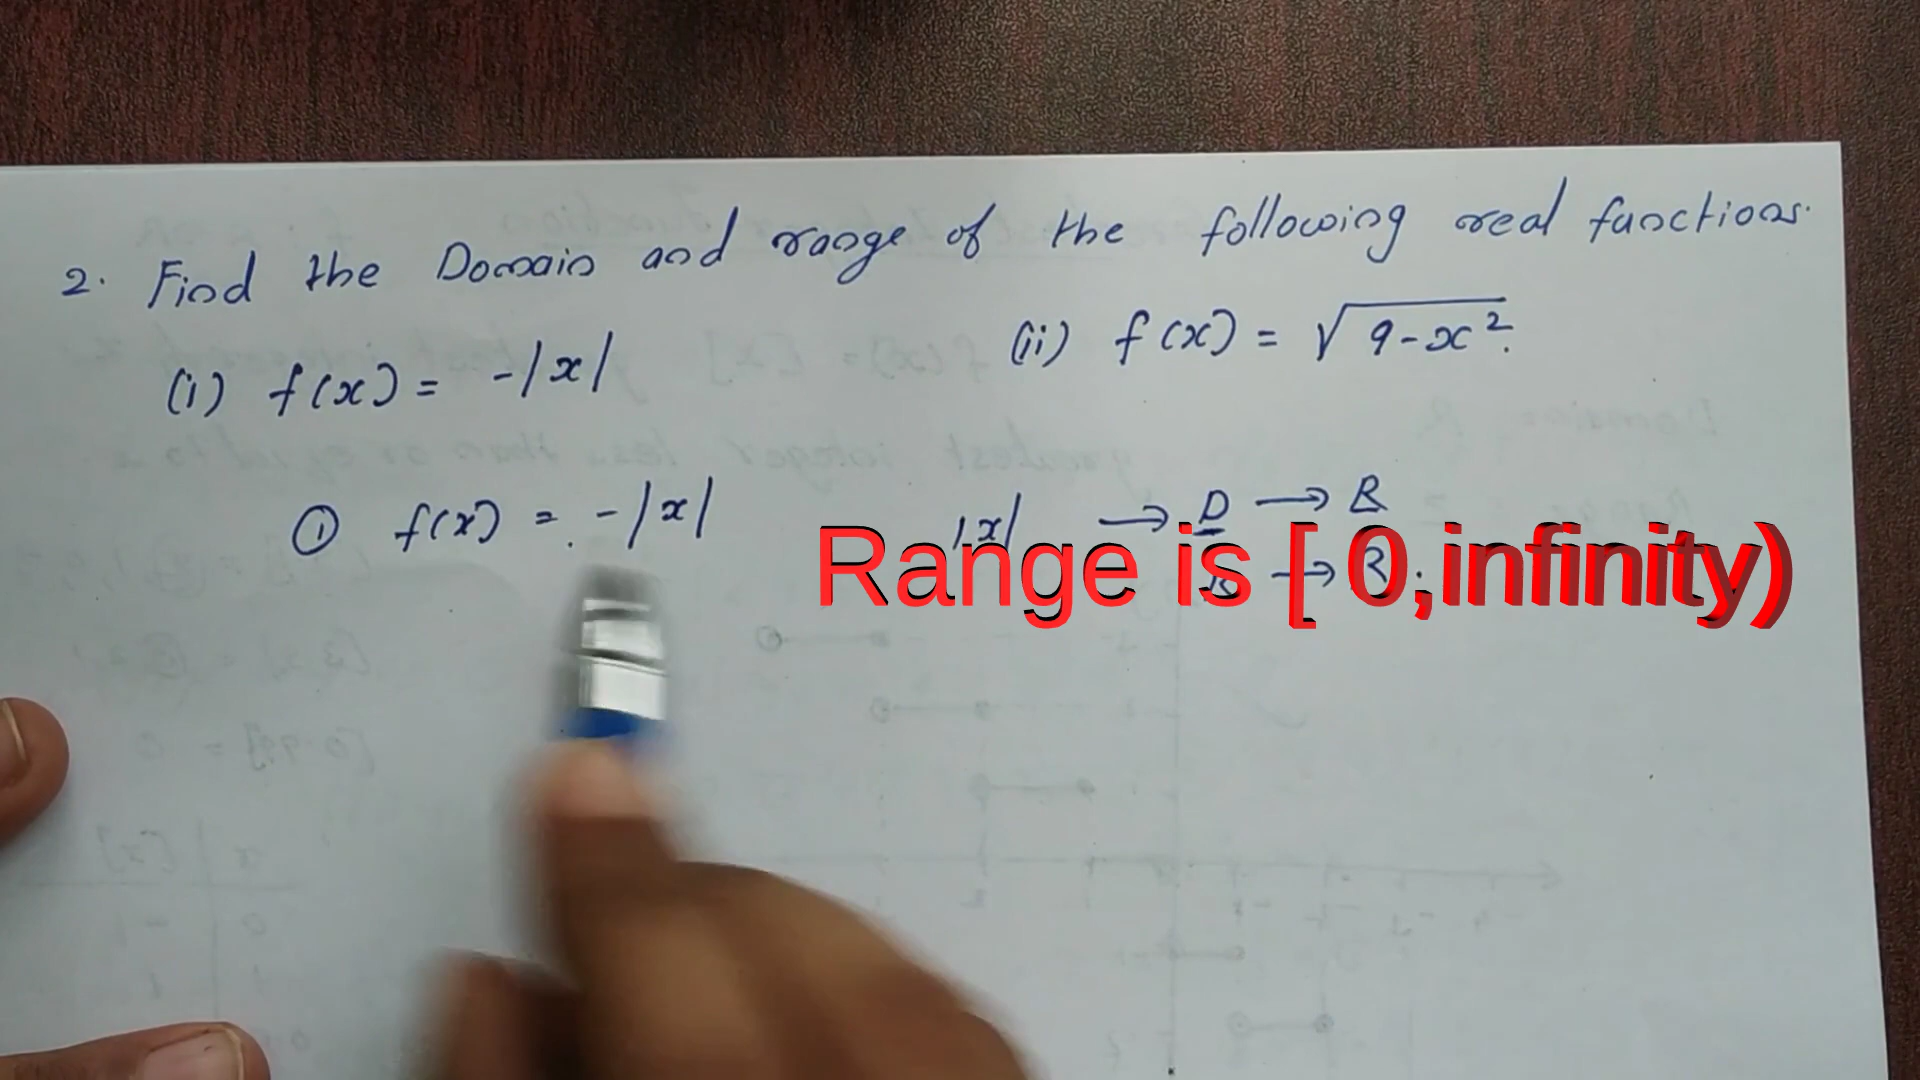 2. Find the Domain and range of the following real functions.
(i) f(x) = -|x|
(ii) f(x) = √9-x².
① f(x) = -|x|
|x| → D → R
R → R.
Range is [ 0,infinity)